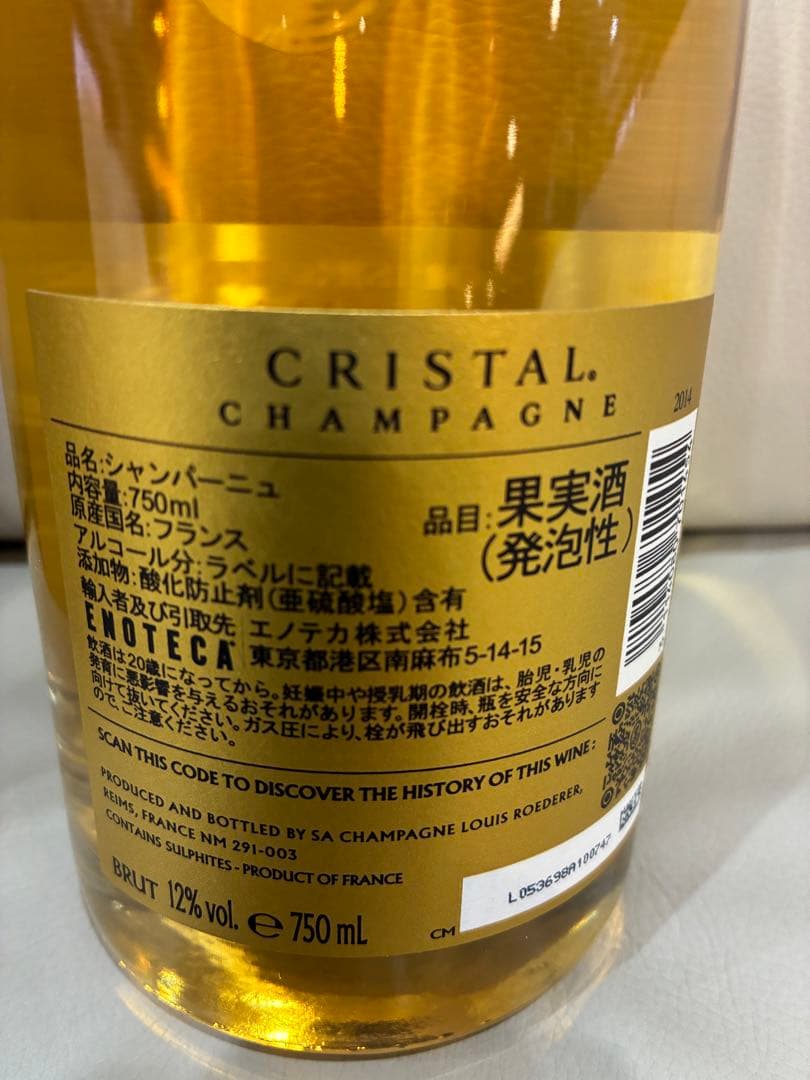 CRISTAL®
CHAMPAGNE
2014
品名:シャンパーニュ
内容量:750ml
原産国名:フランス
アルコール分:ラベルに記載
添加物:酸化防止剤(亜硫酸塩)含有
品目:果実酒
(発泡性)
輸入者及び引取先 エノテカ株式会社
ENOTECA 東京都港区南麻布5-14-15
飲酒は20歳になってから。妊娠中や授乳期の飲酒は、胎児・乳児の
発育に悪影響を与えるおそれがあります。開栓時、瓶を安全な方向に
向けて抜いてください。ガス圧により、栓が飛び出すおそれがあります
ので、ご注意ください。
SCAN THIS CODE TO DISCOVER THE HISTORY OF THIS WINE:
PRODUCED AND BOTTLED BY SA CHAMPAGNE LOUIS ROEDERER,
REIMS, FRANCE NM 291-003
CONTAINS SULPHITES - PRODUCT OF FRANCE
BRUT 12% vol. ℮ 750 mL
CM
L053698A100747